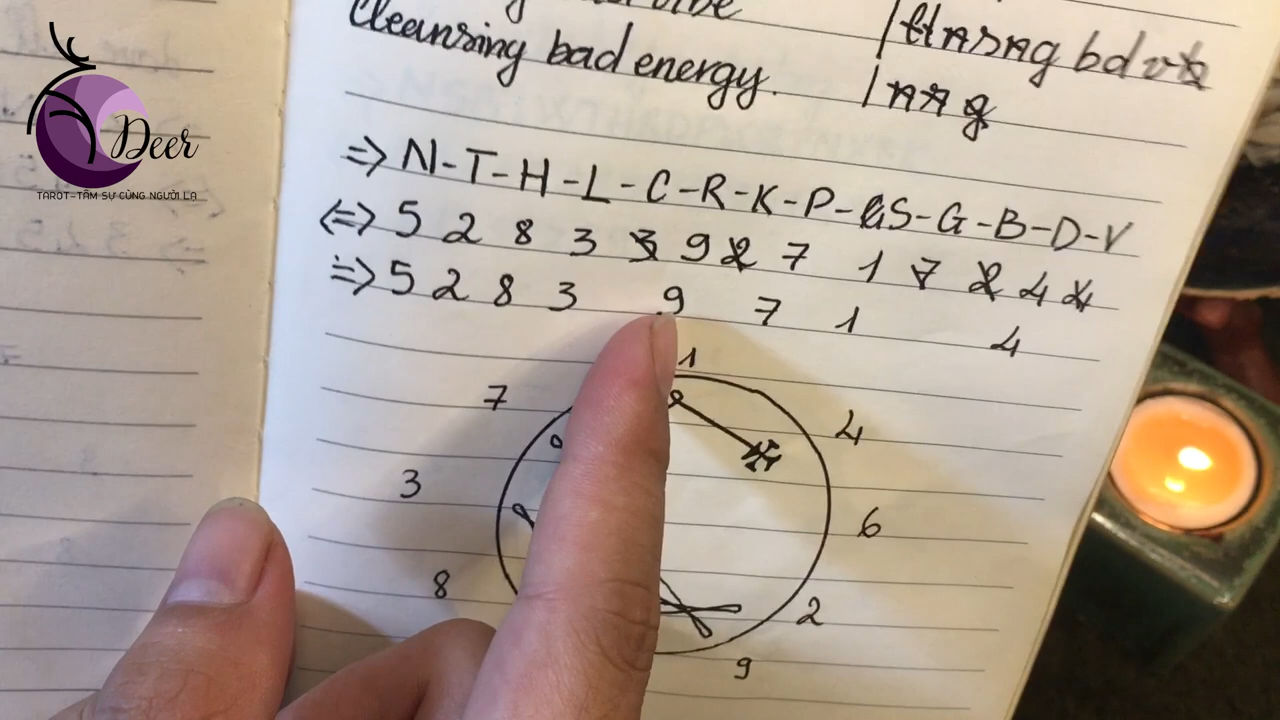 Deer
TAROT-TÂM SỰ CÙNG NGƯỜI LẠ
Cleansing bad energy.
=> N-T-H-L-C-R-K-P-S-G-B-D-V
<=> 5 2 8 3 3 9 2 7 1 7 2 4 4
=> 5 2 8 3 9 7 1 4
1
7
4
3
6
8
2
9